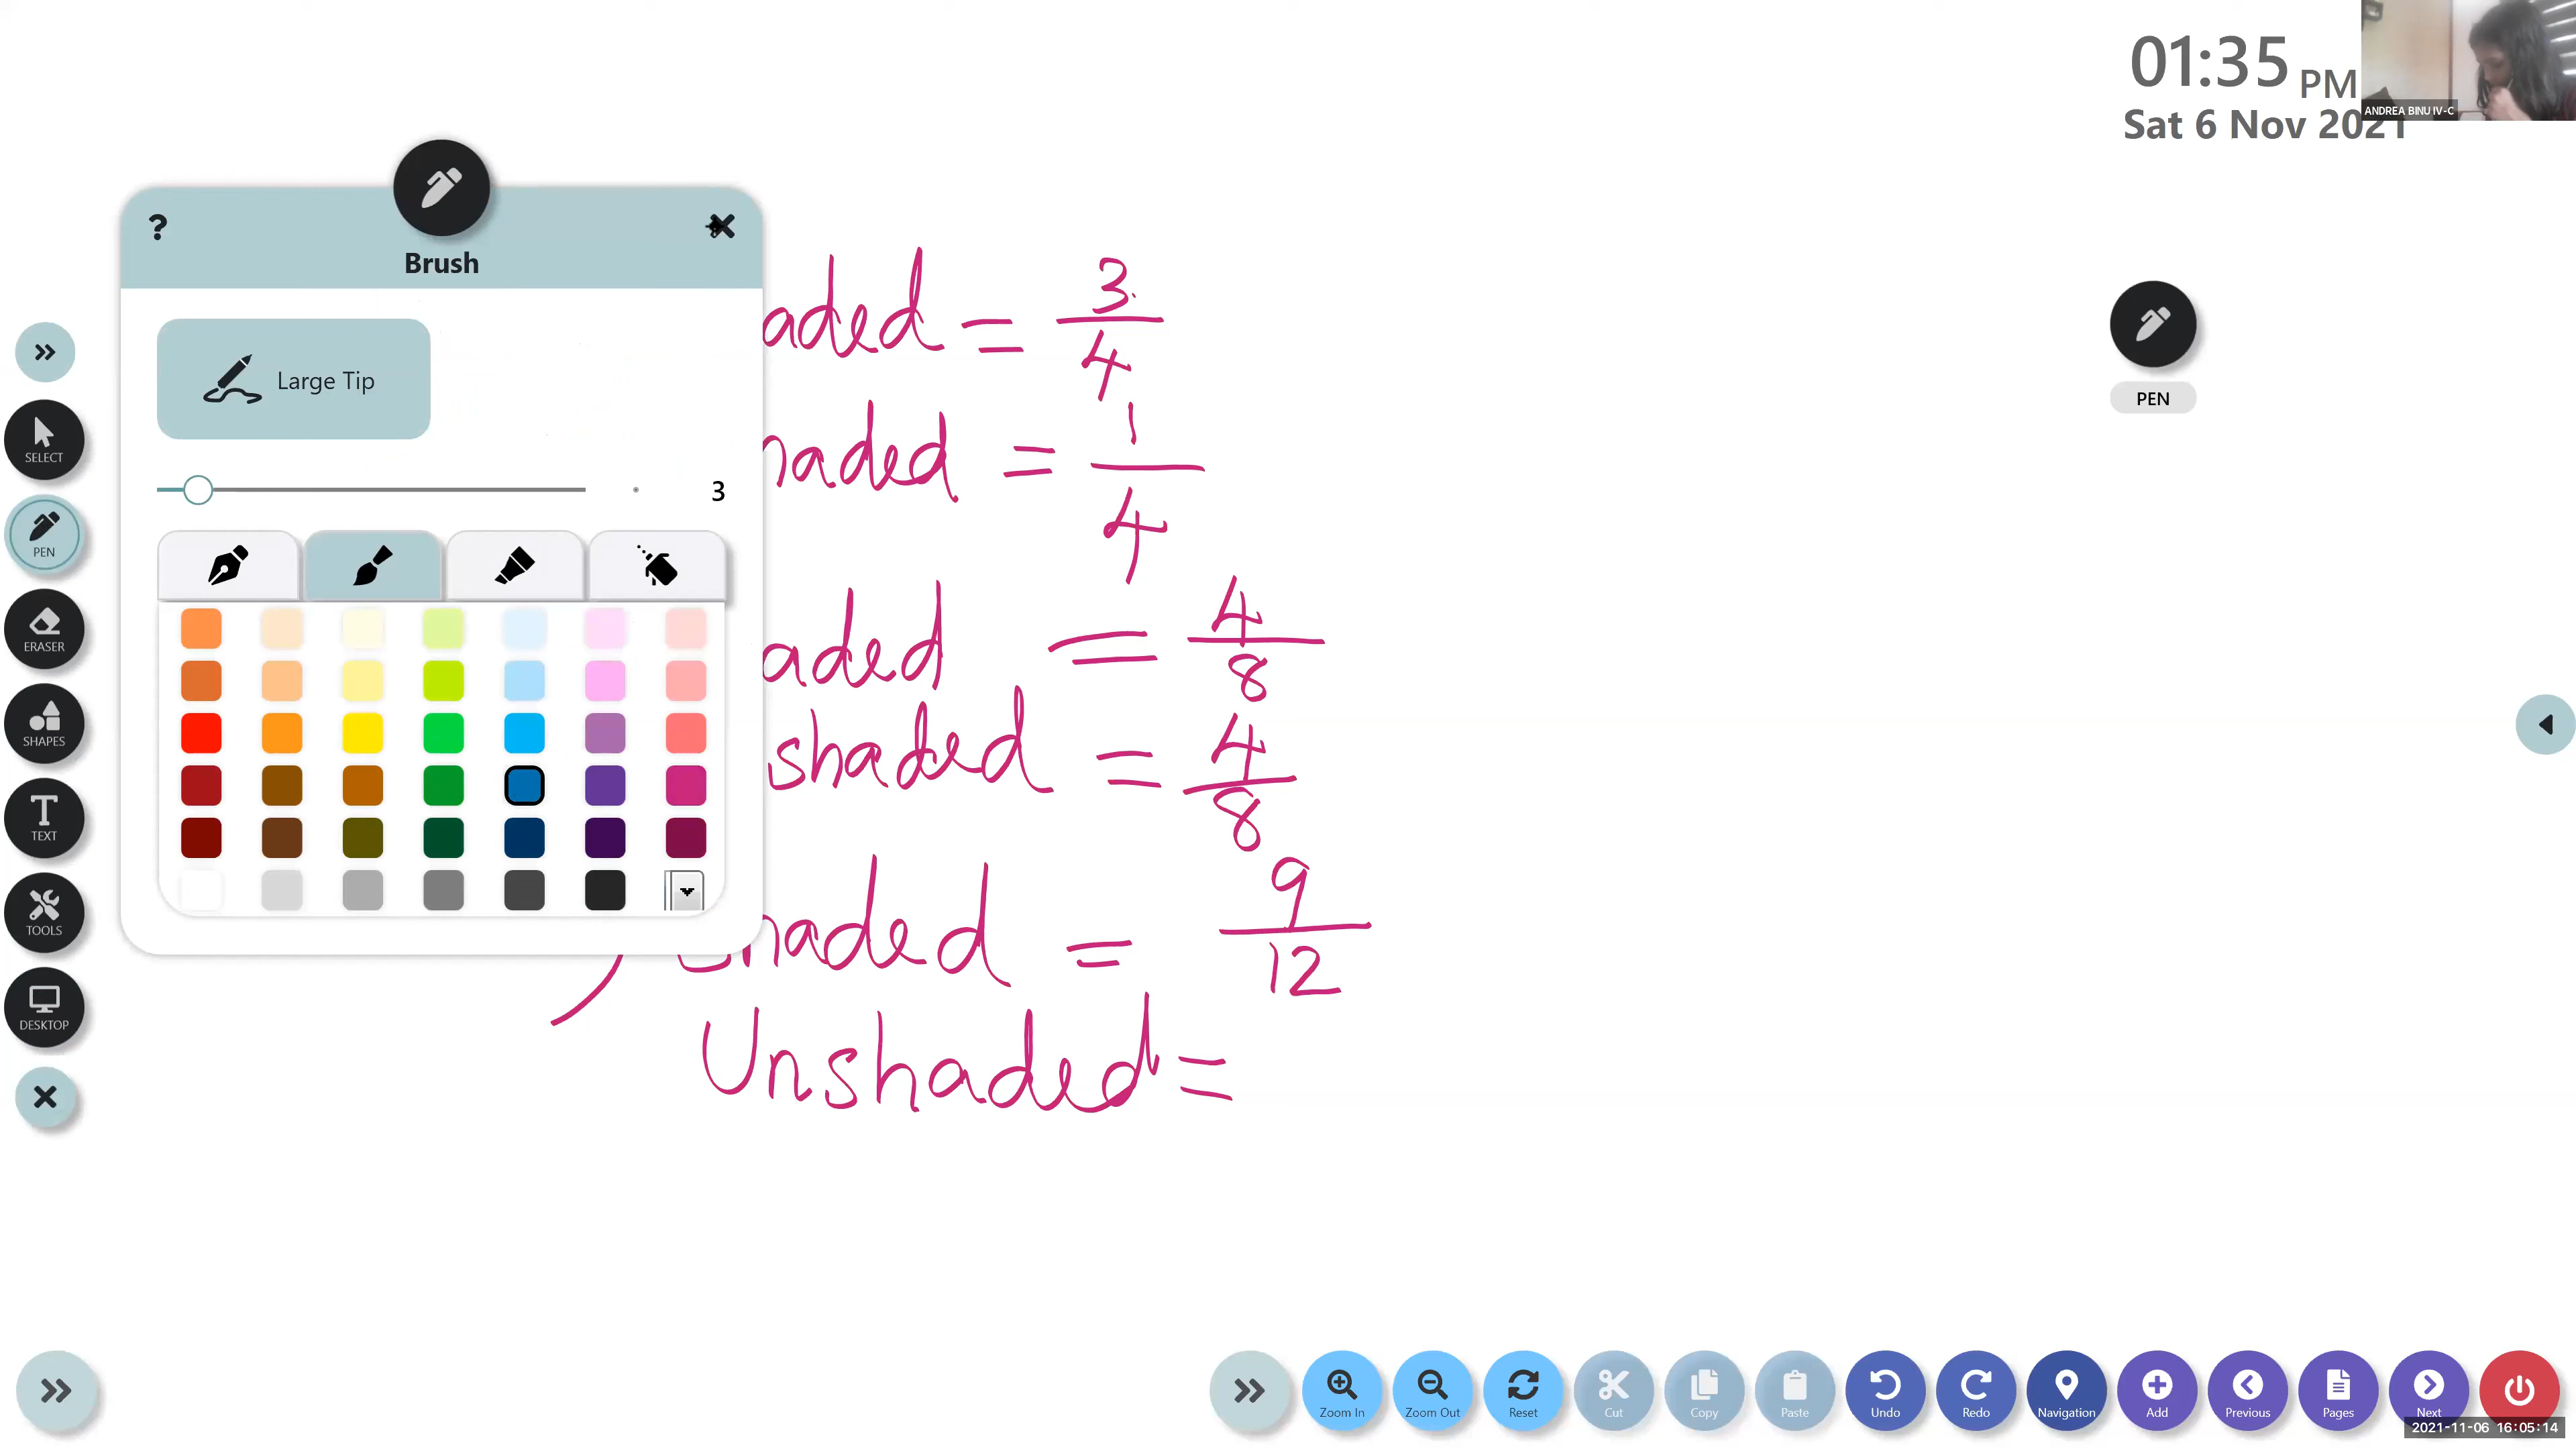 01:35 PM
Sat 6 Nov 2021
ANDREA BINU IV-C
?
Brush
Large Tip
3
SELECT
PEN
ERASER
SHAPES
TEXT
TOOLS
DESKTOP
PEN
aded = 3/4
haded = 1/4
aded = 4/8
shaded = 4/8
haded = 9/12
Unshaded =
Zoom In
Zoom Out
Reset
Cut
Copy
Paste
Undo
Redo
Navigation
Add
Previous
Pages
Next
2021-11-06 16:05:14